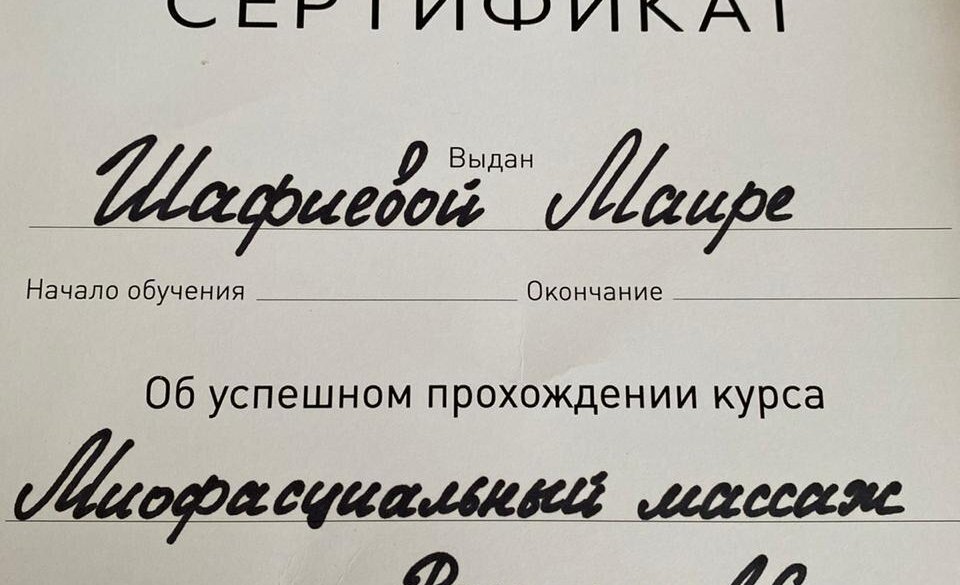 СЕРТИФИКАТ
Выдан
Шафиевой Маире
Начало обучения Окончание
Об успешном прохождении курса
Миофасциальный массаж